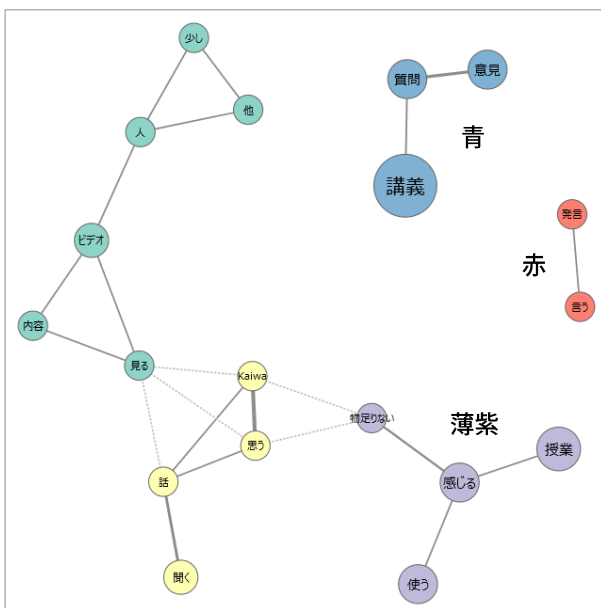 少し
他
人
質問
意見
青
講義
発言
ビデオ
赤
言う
内容
見る
Kaiwa
物足りない
薄紫
思う
授業
話
感じる
聞く
使う